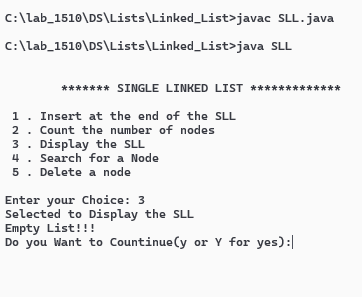 C:\lab_1510\DS\Lists\Linked_List>javac SLL.java
C:\lab_1510\DS\Lists\Linked_List>java SLL
******* SINGLE LINKED LIST *************
1 . Insert at the end of the SLL
2 . Count the number of nodes
3 . Display the SLL
4 . Search for a Node
5 . Delete a node
Enter your Choice: 3
Selected to Display the SLL
Empty List!!!
Do you Want to Countinue(y or Y for yes):